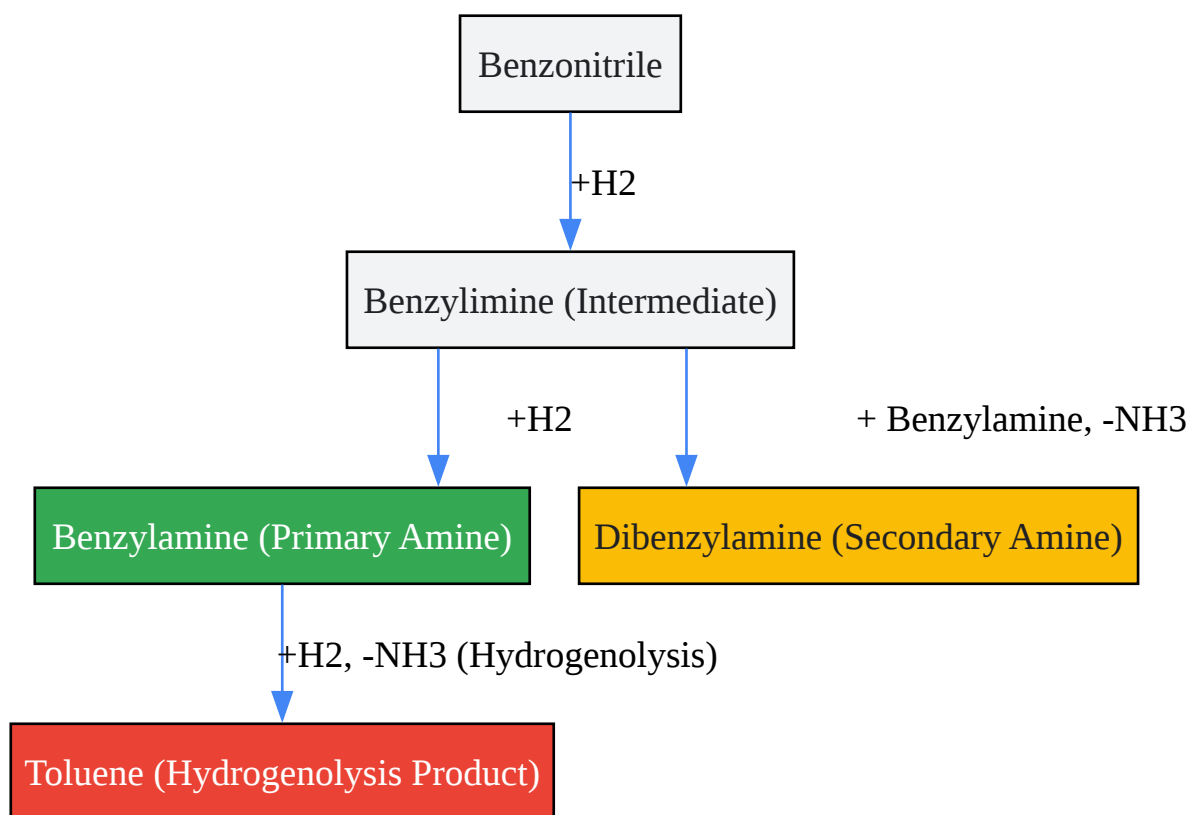 Benzonitrile
+H2
Benzylimine (Intermediate)
+H2
+ Benzylamine, -NH3
Benzylamine (Primary Amine)
Dibenzylamine (Secondary Amine)
+H2, -NH3 (Hydrogenolysis)
Toluene (Hydrogenolysis Product)